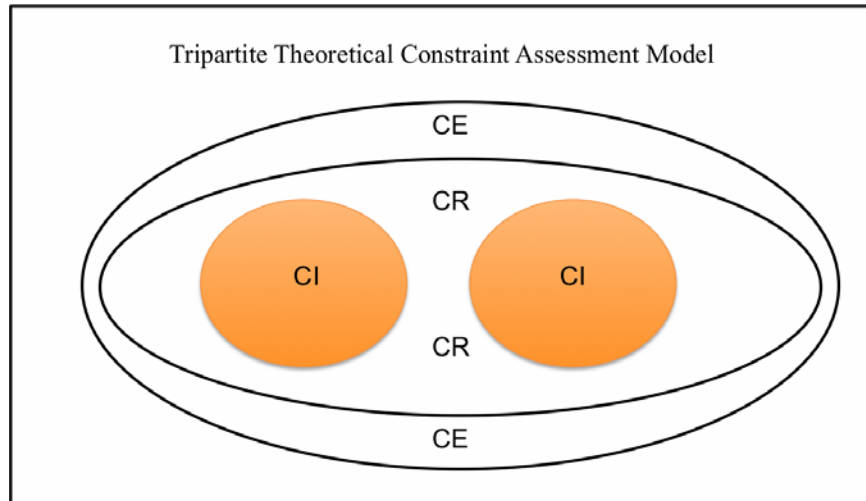 Tripartite Theoretical Constraint Assessment Model
CE
CR
CI CI
CR
CE